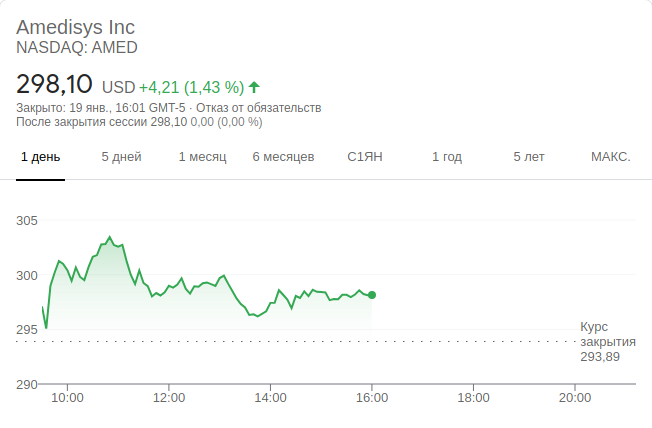 Amedisys Inc
NASDAQ: AMED
298,10 USD +4,21 (1,43 %)
Закрыто: 19 янв., 16:01 GMT-5 · Отказ от обязательств
После закрытия сессии 298,10 0,00 (0,00 %)
1 день 5 дней 1 месяц 6 месяцев С1ЯН 1 год 5 лет МАКС.
305
300
295
Курс
закрытия
293,89
290
10:00 12:00 14:00 16:00 18:00 20:00